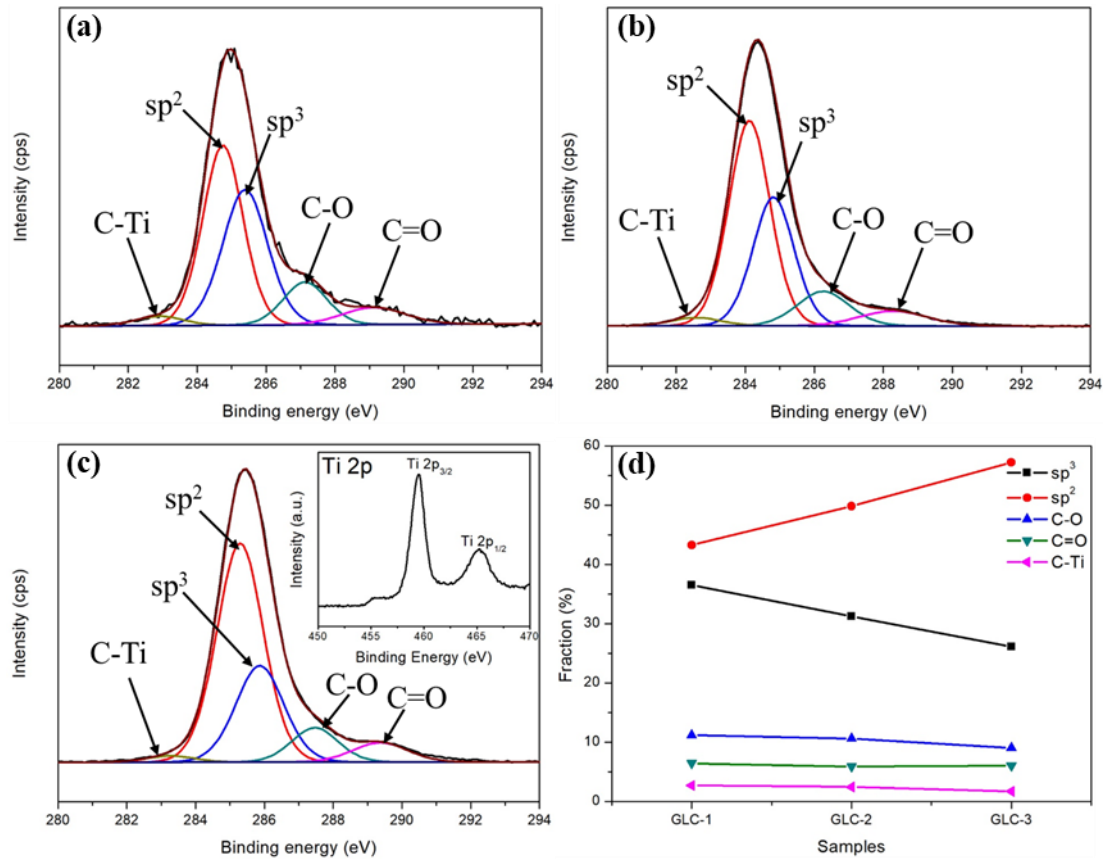 (a)
sp²
sp³
C-Ti
C-O
C=O
Intensity (cps)
280 282 284 286 288 290 292 294
Binding energy (eV)
(b)
sp²
sp³
C-Ti
C-O
C=O
Intensity (cps)
280 282 284 286 288 290 292 294
Binding energy (eV)
(c)
sp²
sp³
C-Ti
C-O
C=O
Intensity (cps)
280 282 284 286 288 290 292 294
Binding energy (eV)
Ti 2p
Ti 2p₃/₂
Ti 2p₁/₂
Intensity (a.u.)
450 455 460 465 470
Binding Energy (eV)
(d)
60
50
40
30
20
10
0
Fraction (%)
sp³
sp²
C-O
C=O
C-Ti
GLC-1 GLC-2 GLC-3
Samples